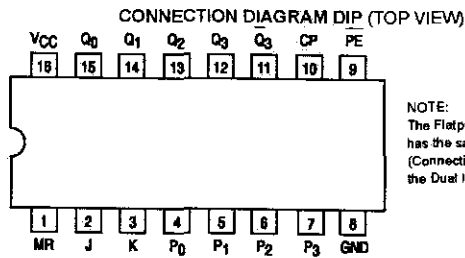 CONNECTION DIAGRAM DIP (TOP VIEW)
VCC Q0 Q1 Q2 Q3 Q̅3 CP P̅E̅
16 15 14 13 12 11 10 9
NOTE:
The
has the
(Connecti
the Dual
1 2 3 4 5 6 7 8
MR J K P0 P1 P2 P3 GND